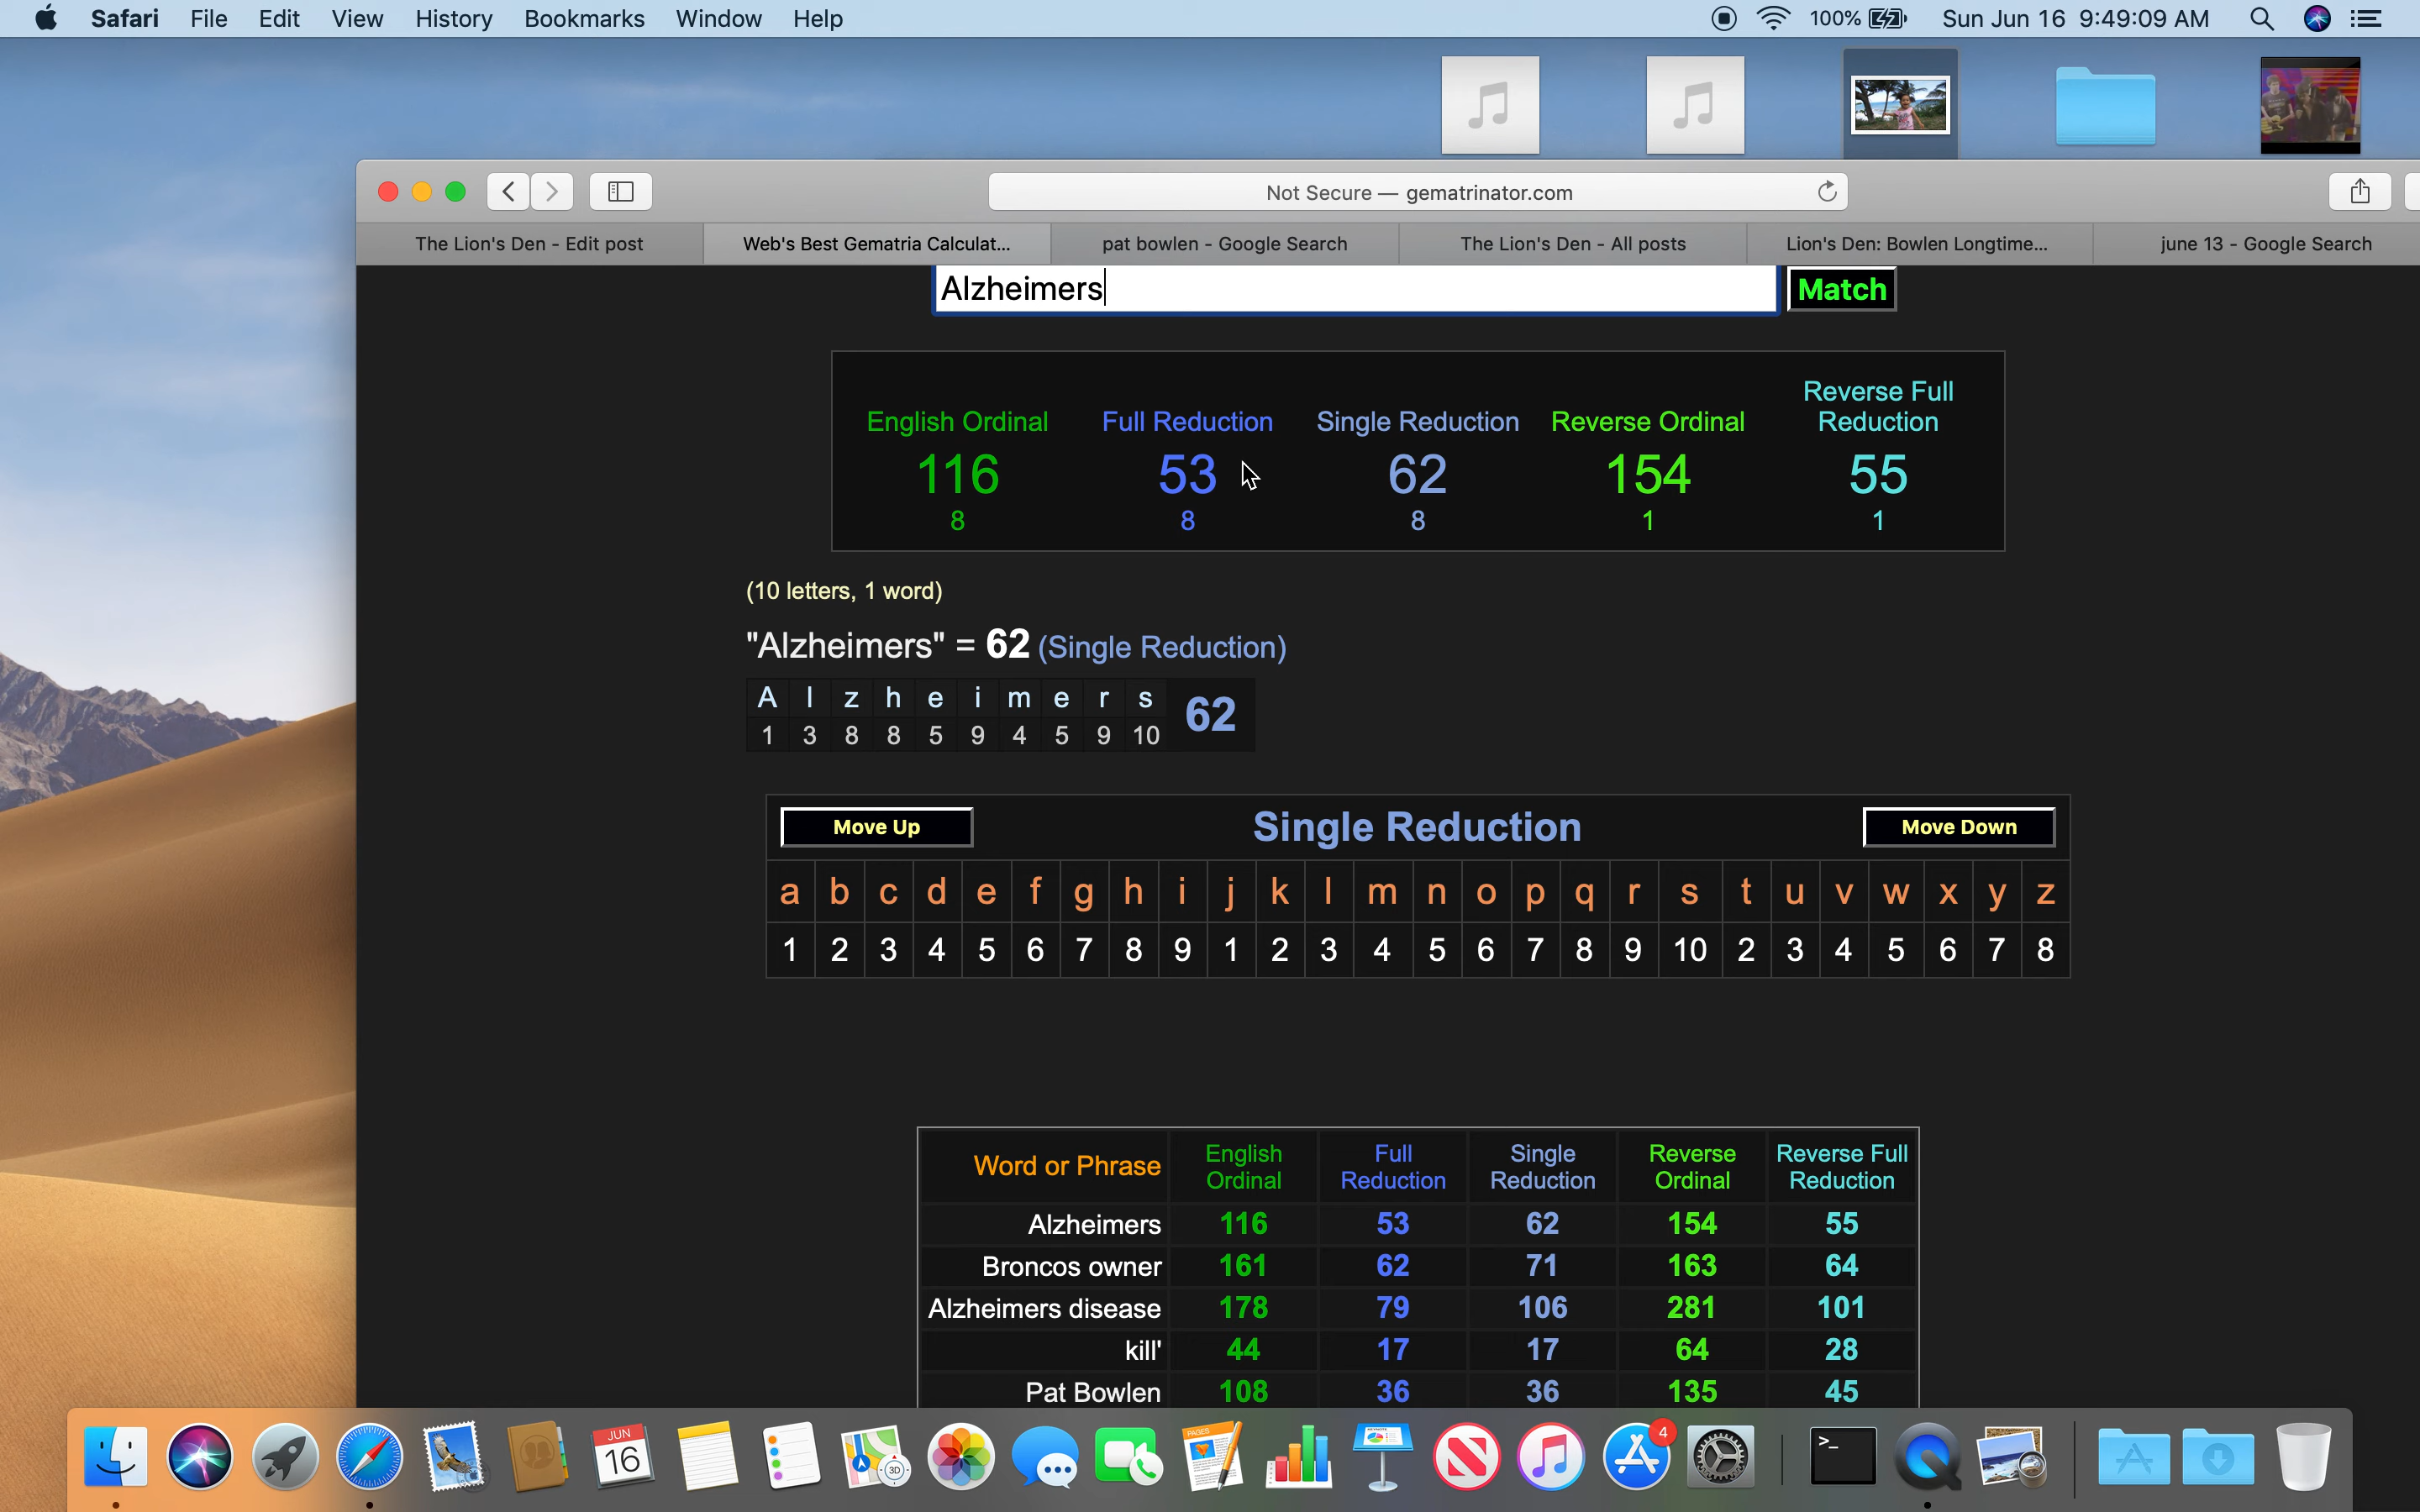 Safari File Edit View History Bookmarks Window Help 100% Sun Jun 16 9:49:09 AM
Not Secure — gematrinator.com
The Lion's Den - Edit post Web's Best Gematria Calculat... pat bowlen - Google Search The Lion's Den - All posts Lion's Den: Bowlen Longtime... june 13 - Google Search
Alzheimers Match
English Ordinal Full Reduction Single Reduction Reverse Ordinal Reverse Full Reduction
116 53 62 154 55
8 8 8 1 1
(10 letters, 1 word)
"Alzheimers" = 62 (Single Reduction)
A l z h e i m e r s 62
1 3 8 8 5 9 4 5 9 10
Move Up Single Reduction Move Down
a b c d e f g h i j k l m n o p q r s t u v w x y z
1 2 3 4 5 6 7 8 9 1 2 3 4 5 6 7 8 9 10 2 3 4 5 6 7 8
Word or Phrase English Ordinal Full Reduction Single Reduction Reverse Ordinal Reverse Full Reduction
Alzheimers 116 53 62 154 55
Broncos owner 161 62 71 163 64
Alzheimers disease 178 79 106 281 101
kill' 44 17 17 64 28
Pat Bowlen 108 36 36 135 45
JUN
16
3D
PAGES
4
>_